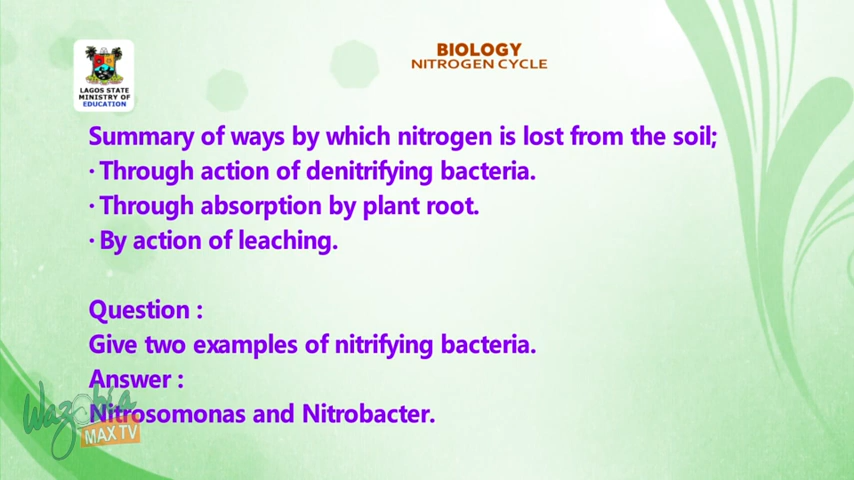 BIOLOGY
NITROGEN CYCLE
LAGOS STATE
MINISTRY OF
EDUCATION
Summary of ways by which nitrogen is lost from the soil;
· Through action of denitrifying bacteria.
· Through absorption by plant root.
· By action of leaching.
Question :
Give two examples of nitrifying bacteria.
Answer :
Nitrosomonas and Nitrobacter.
Wazobia
MAX TV